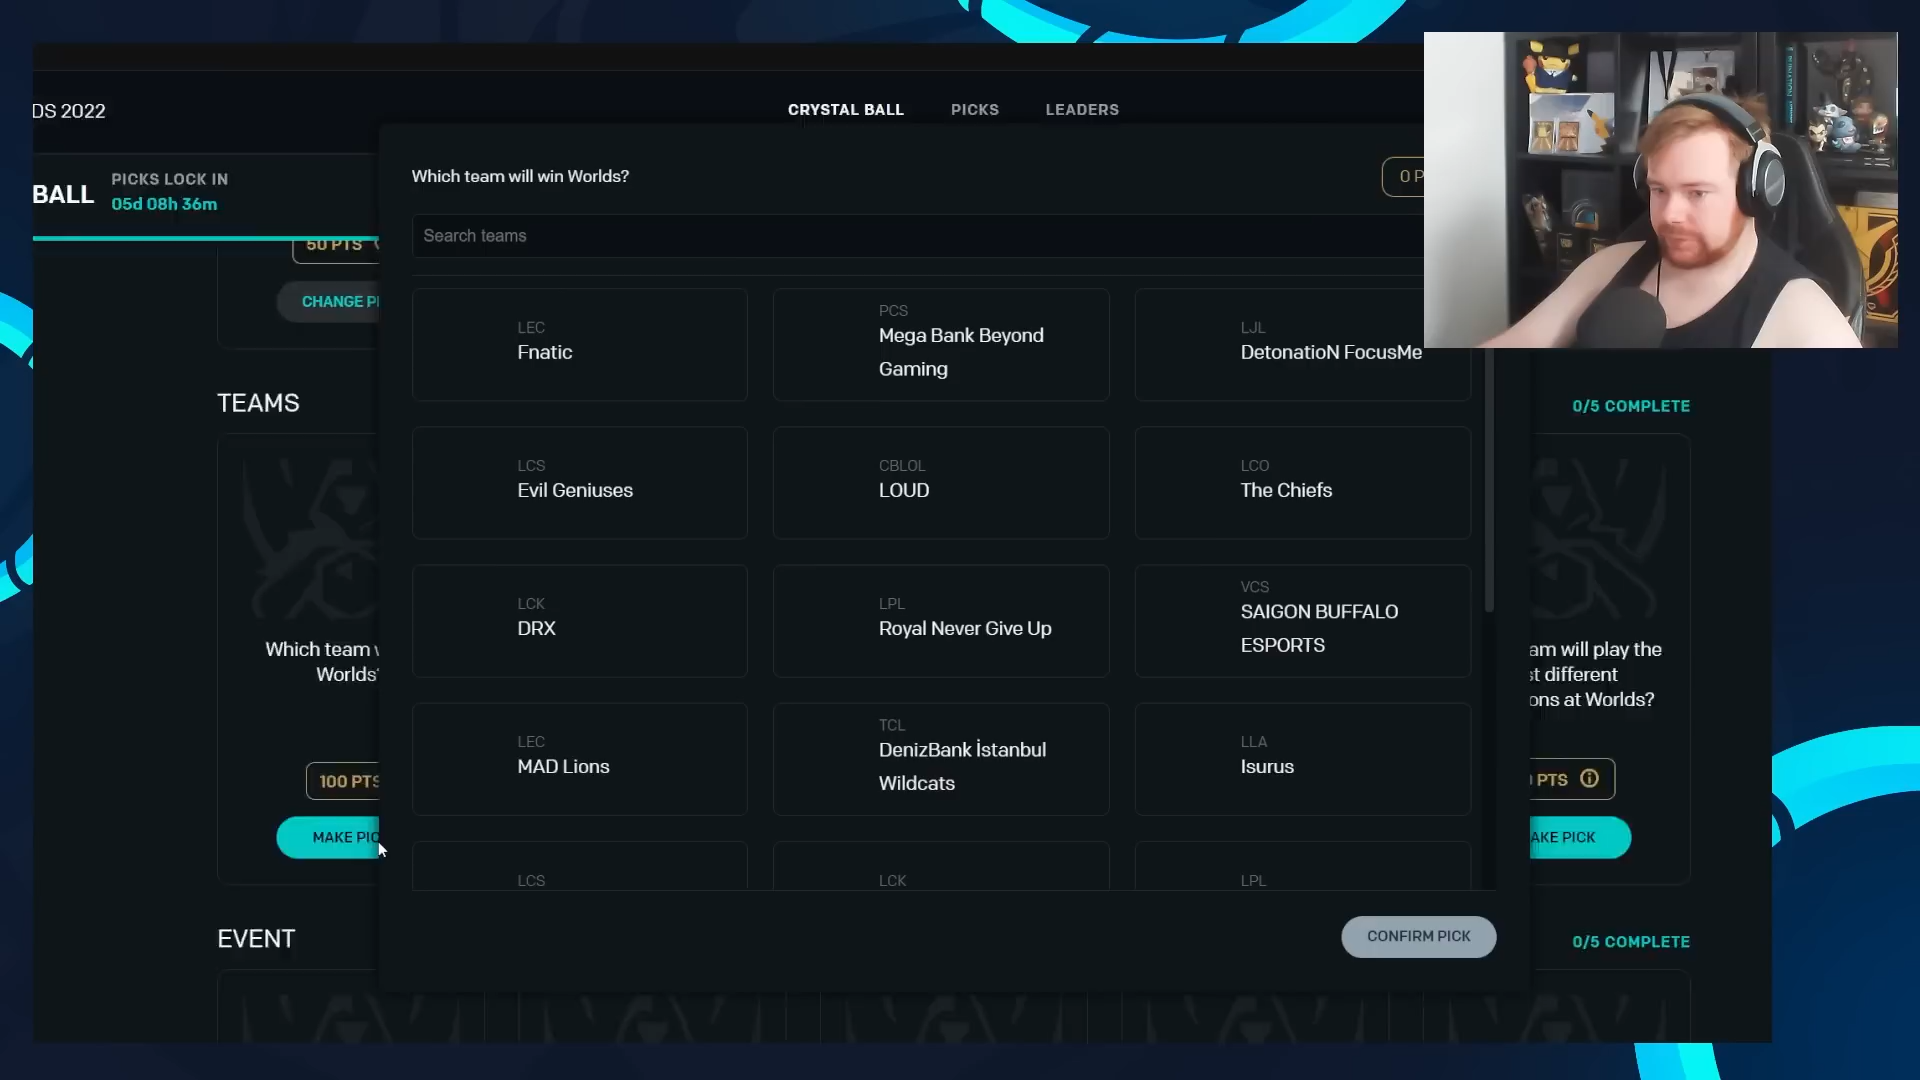 DS 2022
CRYSTAL BALL
PICKS
LEADERS
BALL
PICKS LOCK IN
05d 08h 36m
Which team will win Worlds?
0 P
Search teams
50 PTS
CHANGE PI
LEC
Fnatic
PCS
Mega Bank Beyond
Gaming
LJL
DetonatioN FocusMe
TEAMS
0/5 COMPLETE
LCS
Evil Geniuses
CBLOL
LOUD
LCO
The Chiefs
LCK
DRX
LPL
Royal Never Give Up
VCS
SAIGON BUFFALO
ESPORTS
Which team w
Worlds?
am will play the
st different
ons at Worlds?
LEC
MAD Lions
TCL
DenizBank İstanbul
Wildcats
LLA
Isurus
100 PTS
PTS
MAKE PIC
AKE PICK
LCS
LCK
LPL
CONFIRM PICK
EVENT
0/5 COMPLETE